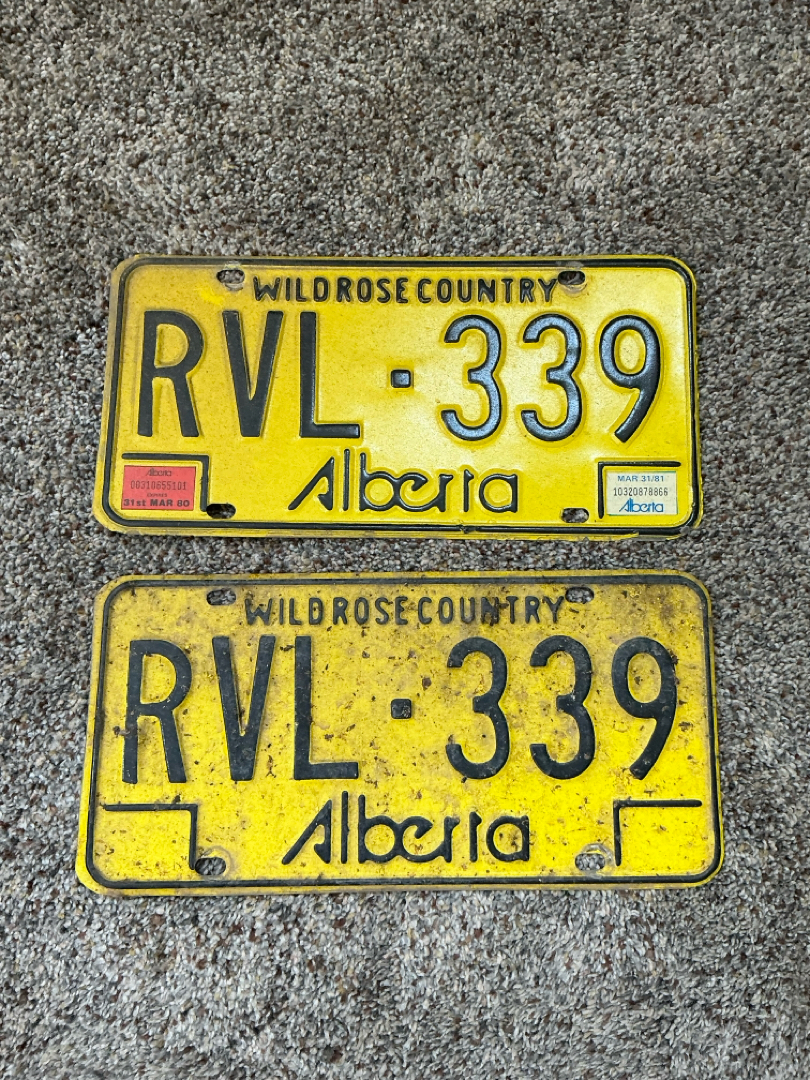 WILD ROSE COUNTRY
RVL·339
Alberta
Alberta
00310655101
EXPIRES
31st MAR 80
MAR 31/81
10320878866
Alberta
WILD ROSE COUNTRY
RVL·339
Alberta